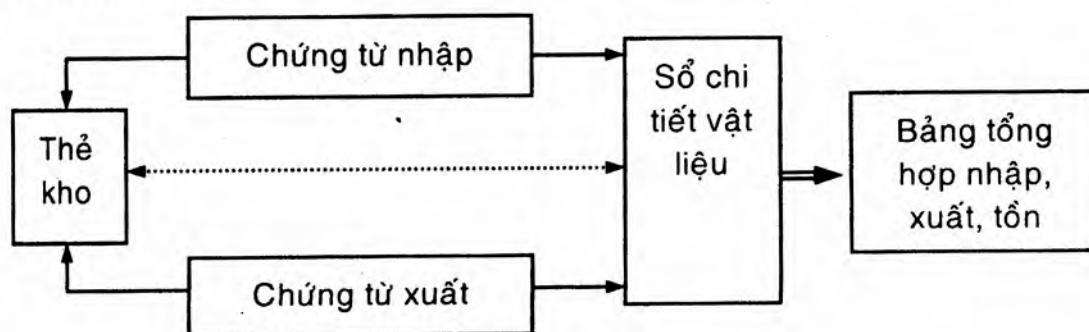 Chứng từ nhập
Thẻ
kho
Sổ chi
tiết vật
liệu
Bảng tổng
hợp nhập,
xuất, tồn
Chứng từ xuất